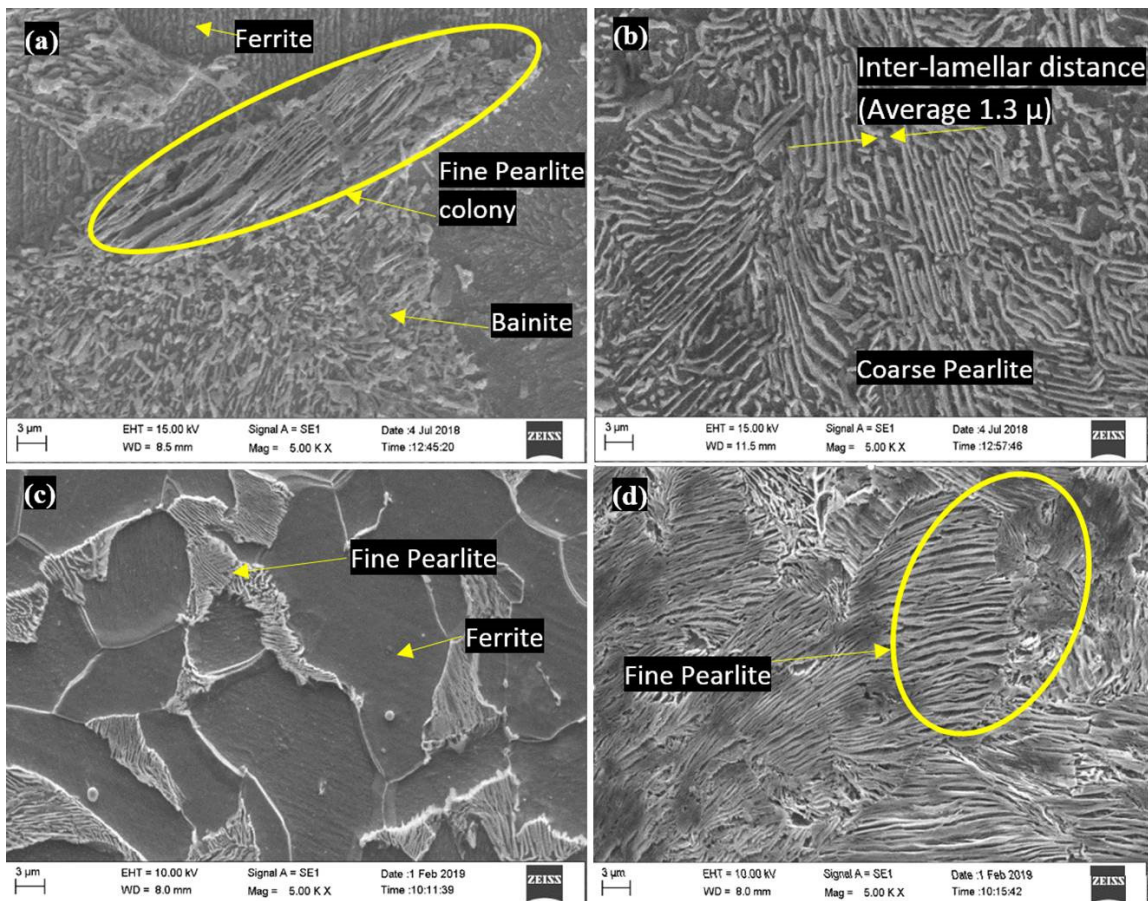 (a)
Ferrite
Fine Pearlite
colony
Bainite
3 µm
EHT = 15.00 kV
WD = 8.5 mm
Signal A = SE1
Mag = 5.00 K X
Date :4 Jul 2018
Time :12:45:20
ZEISS
(b)
Inter-lamellar distance
(Average 1.3 µ)
Coarse Pearlite
3 µm
EHT = 15.00 kV
WD = 11.5 mm
Signal A = SE1
Mag = 5.00 K X
Date :4 Jul 2018
Time :12:57:46
ZEISS
(c)
Fine Pearlite
Ferrite
3 µm
EHT = 10.00 kV
WD = 8.0 mm
Signal A = SE1
Mag = 5.00 K X
Date :1 Feb 2019
Time :10:11:39
ZEISS
(d)
Fine Pearlite
3 µm
EHT = 10.00 kV
WD = 8.0 mm
Signal A = SE1
Mag = 5.00 K X
Date :1 Feb 2019
Time :10:15:42
ZEISS